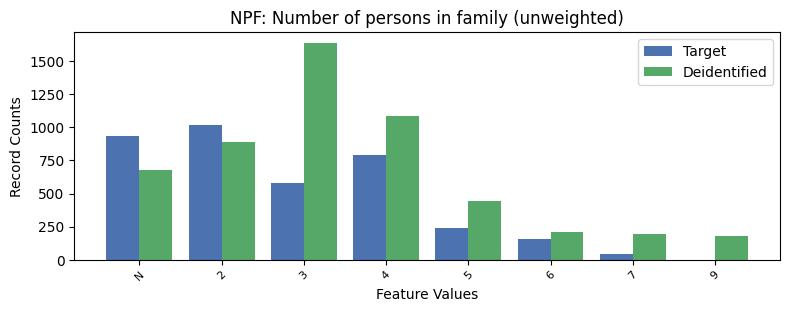 NPF: Number of persons in family (unweighted)
Target
Deidentified
Record Counts
1500
1250
1000
750
500
250
0
N 2 3 4 5 6 7 9
Feature Values